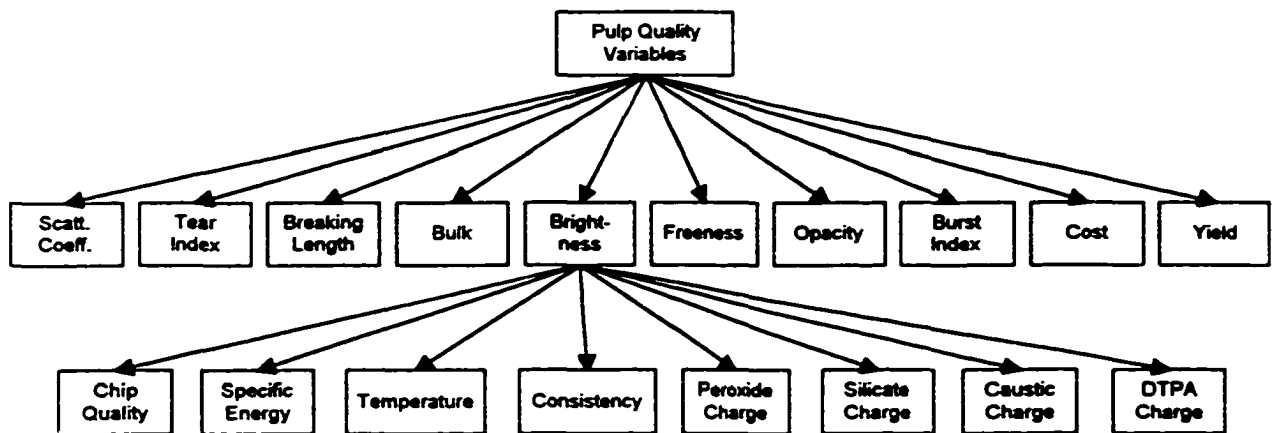 Pulp Quality
Variables
Scatt.
Coeff.
Tear
Index
Breaking
Length
Bulk
Bright-
ness
Freeness
Opacity
Burst
Index
Cost
Yield
Chip
Quality
Specific
Energy
Temperature
Consistency
Peroxide
Charge
Silicate
Charge
Caustic
Charge
DTPA
Charge